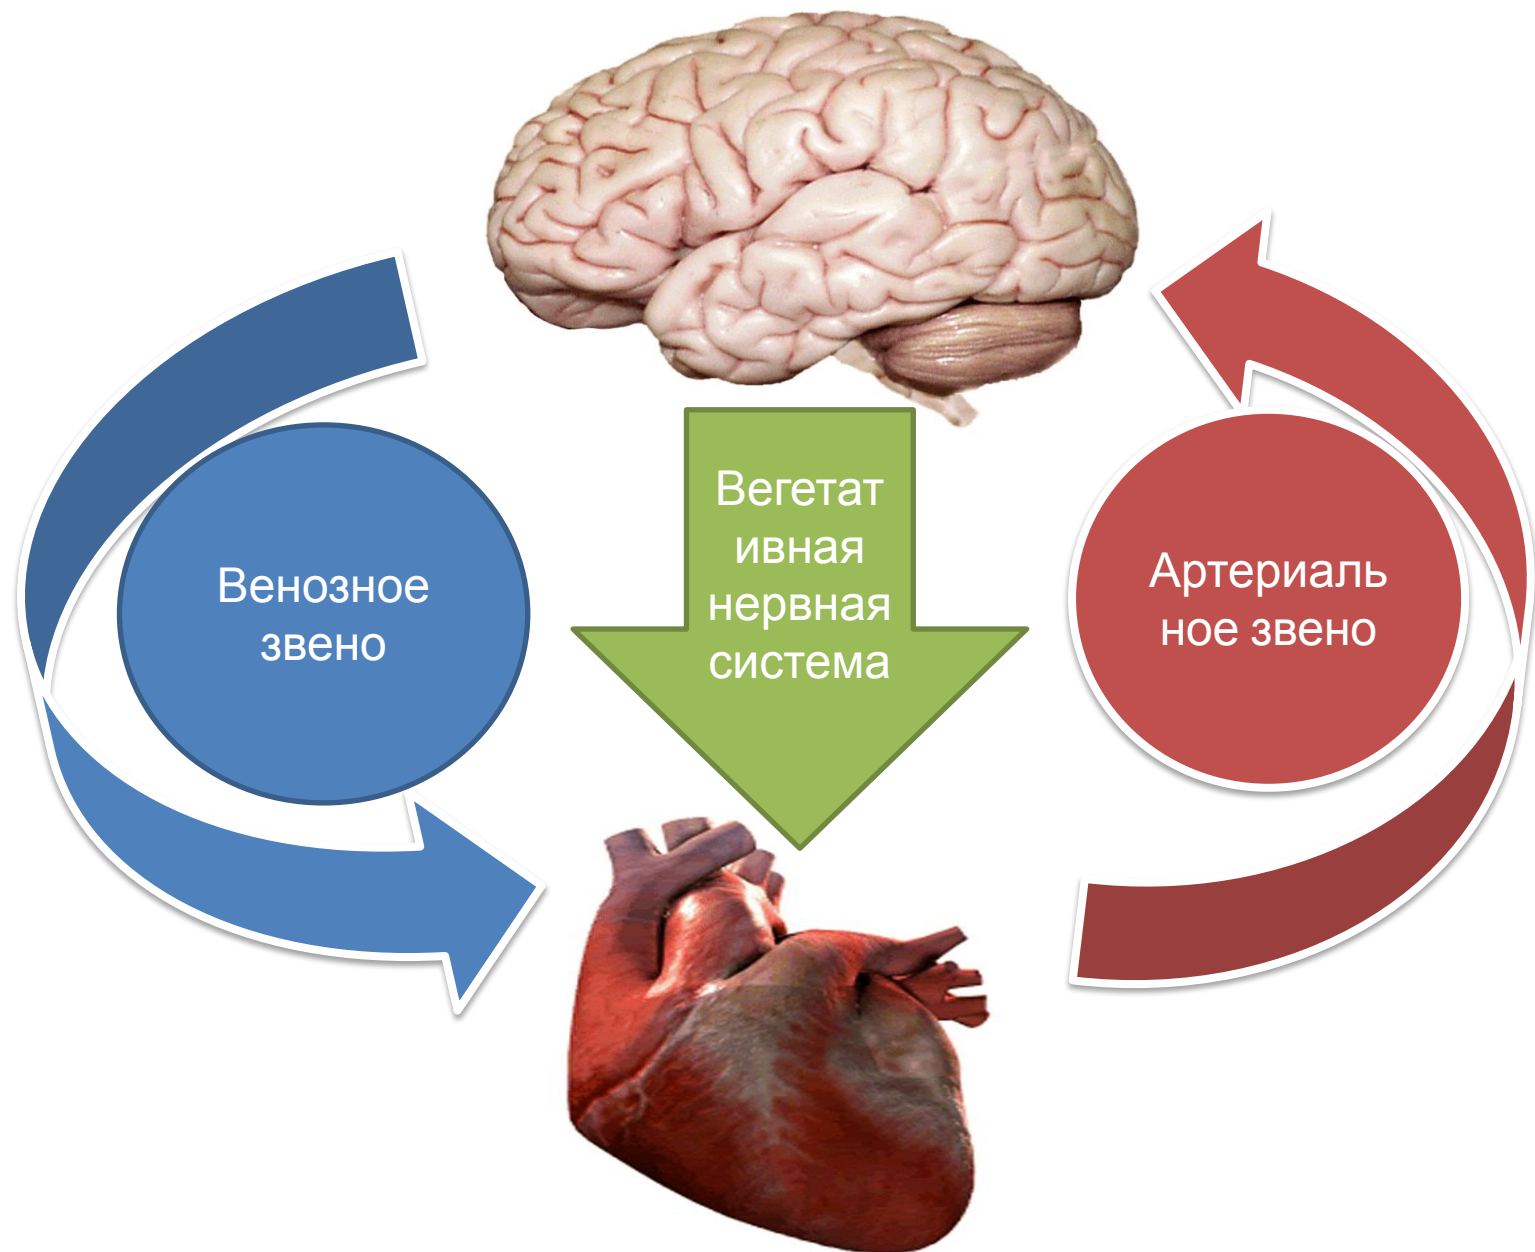 Венозное
звено
Вегетат
ивная
нервная
система
Артериаль
ное звено